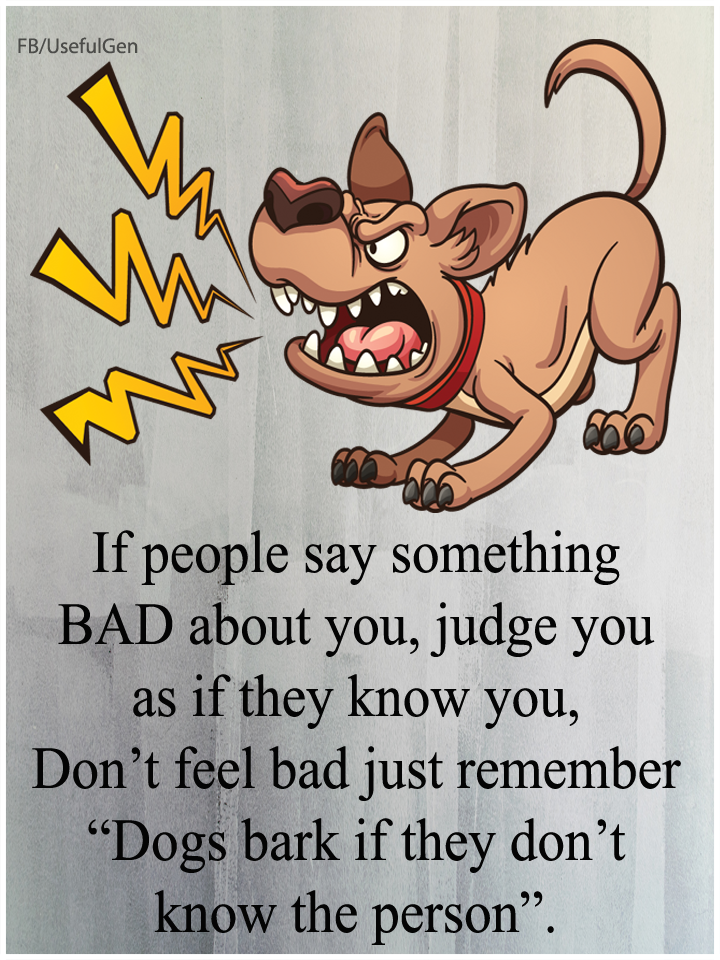 FB/UsefulGen
If people say something
BAD about you, judge you
as if they know you,
Don’t feel bad just remember
“Dogs bark if they don’t
know the person”.